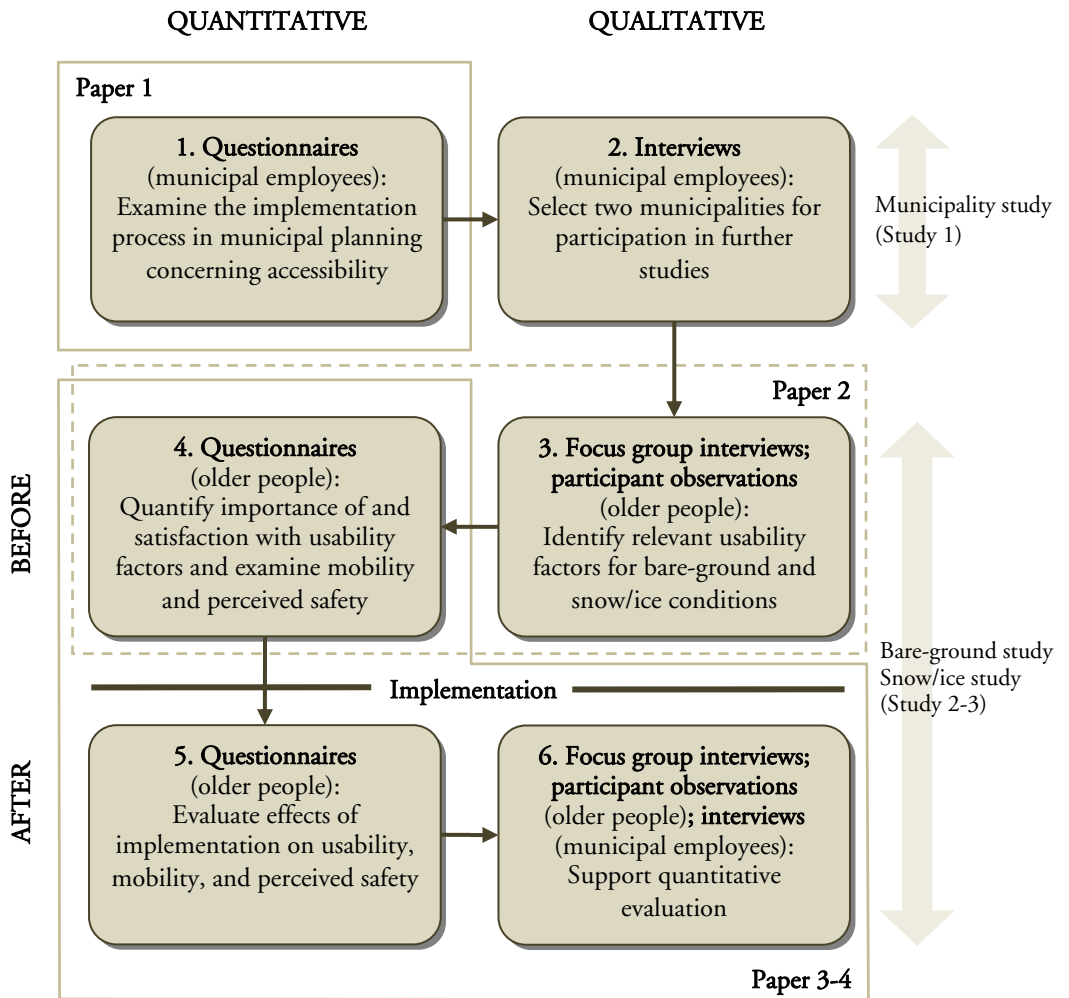 QUANTITATIVE
QUALITATIVE
Paper 1
1. Questionnaires
(municipal employees):
Examine the implementation
process in municipal planning
concerning accessibility
2. Interviews
(municipal employees):
Select two municipalities for
participation in further
studies
Municipality study
(Study 1)
Paper 2
BEFORE
4. Questionnaires
(older people):
Quantify importance of and
satisfaction with usability
factors and examine mobility
and perceived safety
3. Focus group interviews;
participant observations
(older people):
Identify relevant usability
factors for bare-ground and
snow/ice conditions
Bare-ground study
Snow/ice study
(Study 2-3)
Implementation
AFTER
5. Questionnaires
(older people):
Evaluate effects of
implementation on usability,
mobility, and perceived safety
6. Focus group interviews;
participant observations
(older people); interviews
(municipal employees):
Support quantitative
evaluation
Paper 3-4